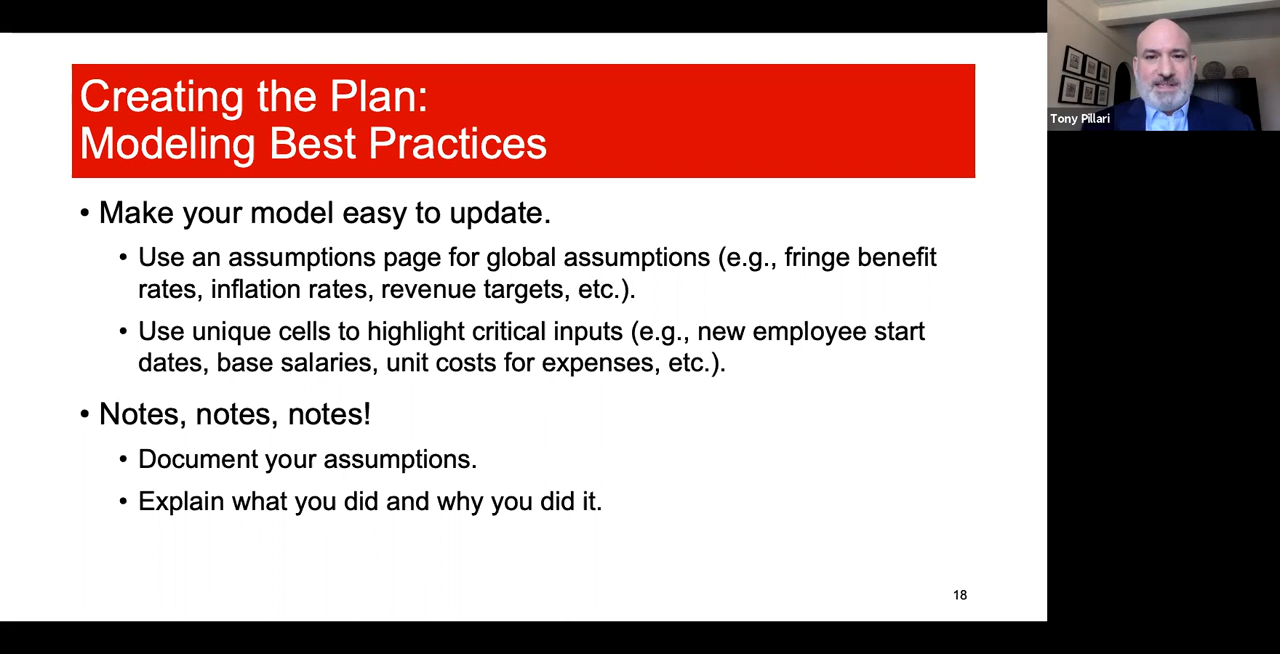 Creating the Plan:
Modeling Best Practices
• Make your model easy to update.
• Use an assumptions page for global assumptions (e.g., fringe benefit
rates, inflation rates, revenue targets, etc.).
• Use unique cells to highlight critical inputs (e.g., new employee start
dates, base salaries, unit costs for expenses, etc.).
• Notes, notes, notes!
• Document your assumptions.
• Explain what you did and why you did it.
18
Tony Pillari